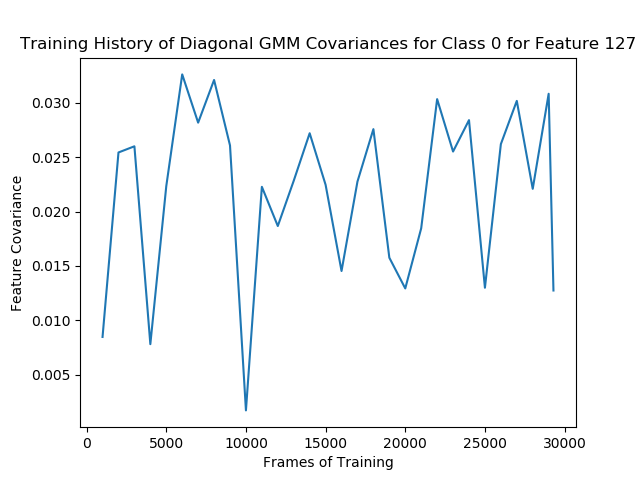 Training History of Diagonal GMM Covariances for Class 0 for Feature 127
0.030
0.025
0.020
0.015
0.010
0.005
Feature Covariance
0 5000 10000 15000 20000 25000 30000
Frames of Training